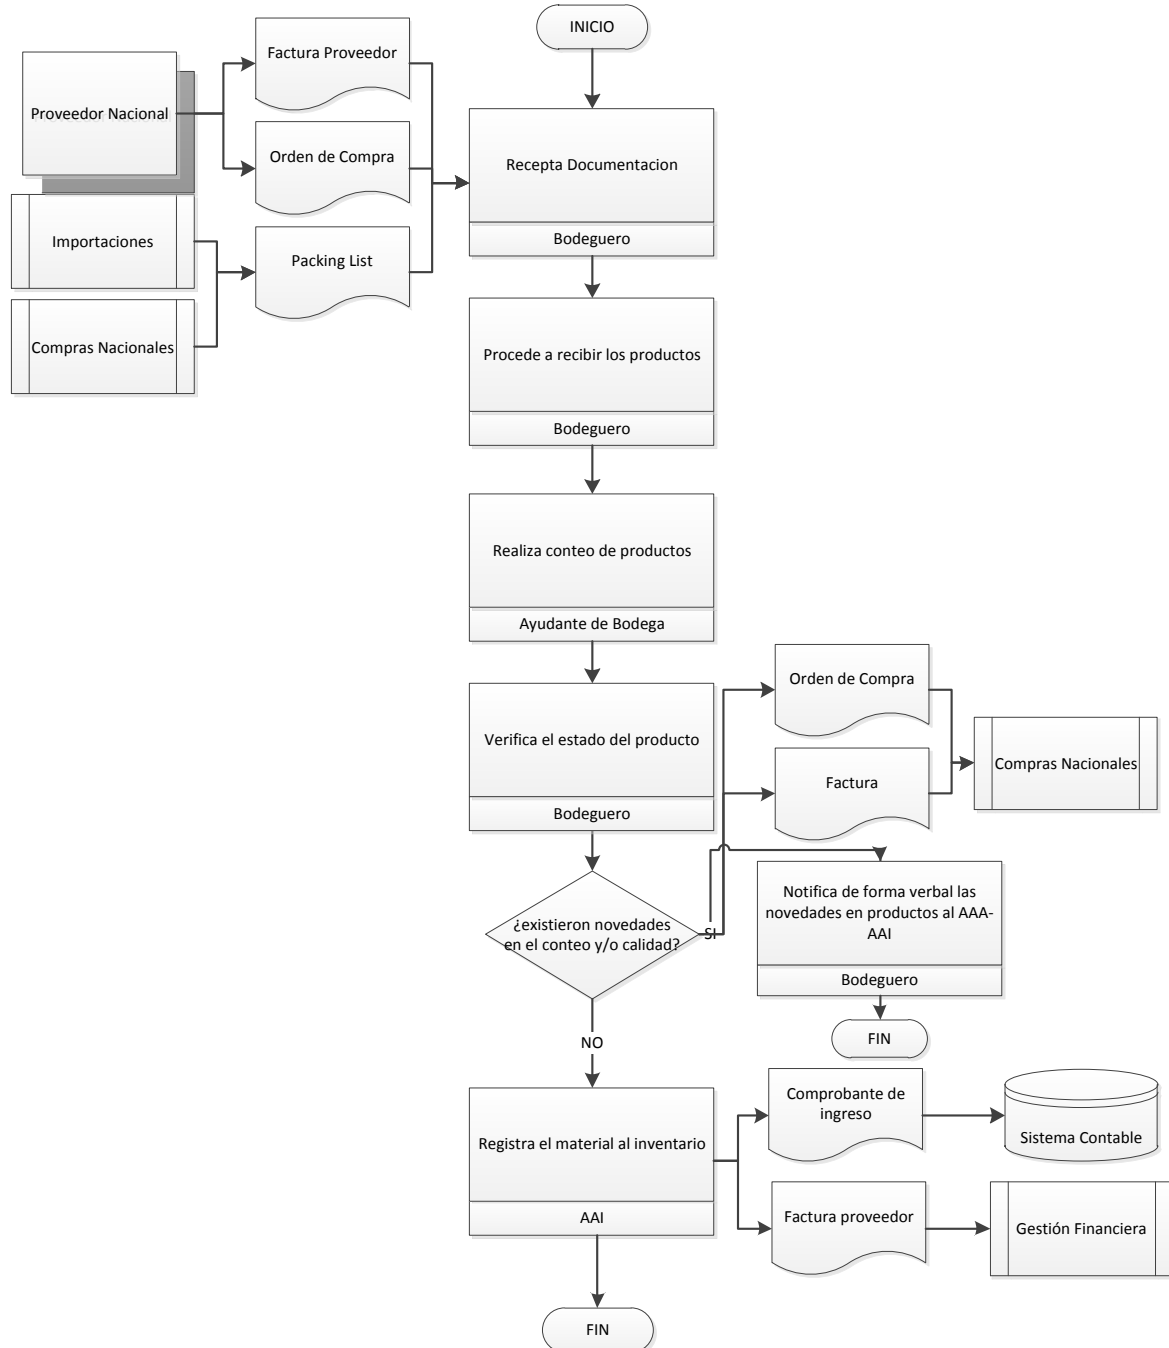 INICIO
Factura Proveedor
Proveedor Nacional
Orden de Compra
Recepta Documentacion
Bodeguero
Importaciones
Packing List
Compras Nacionales
Procede a recibir los productos
Bodeguero
Realiza conteo de productos
Ayudante de Bodega
Orden de Compra
Verifica el estado del producto
Bodeguero
Factura
Compras Nacionales
¿existieron novedades
en el conteo y/o calidad?
SI
Notifica de forma verbal las
novedades en productos al AAA-
AAI
Bodeguero
FIN
NO
Registra el material al inventario
AAI
Comprobante de
ingreso
Sistema Contable
Factura proveedor
Gestión Financiera
FIN